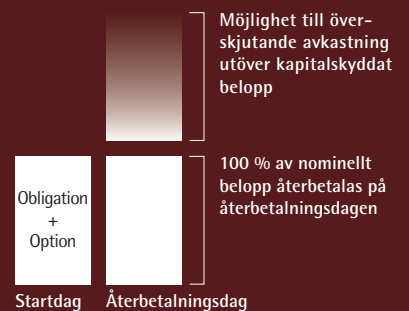 Möjlighet till över-
skjutande avkastning
utöver kapitalskyddat
belopp
100 % av nominellt
belopp återbetalas på
återbetalningsdagen
Obligation
+
Option
Startdag
Återbetalningsdag